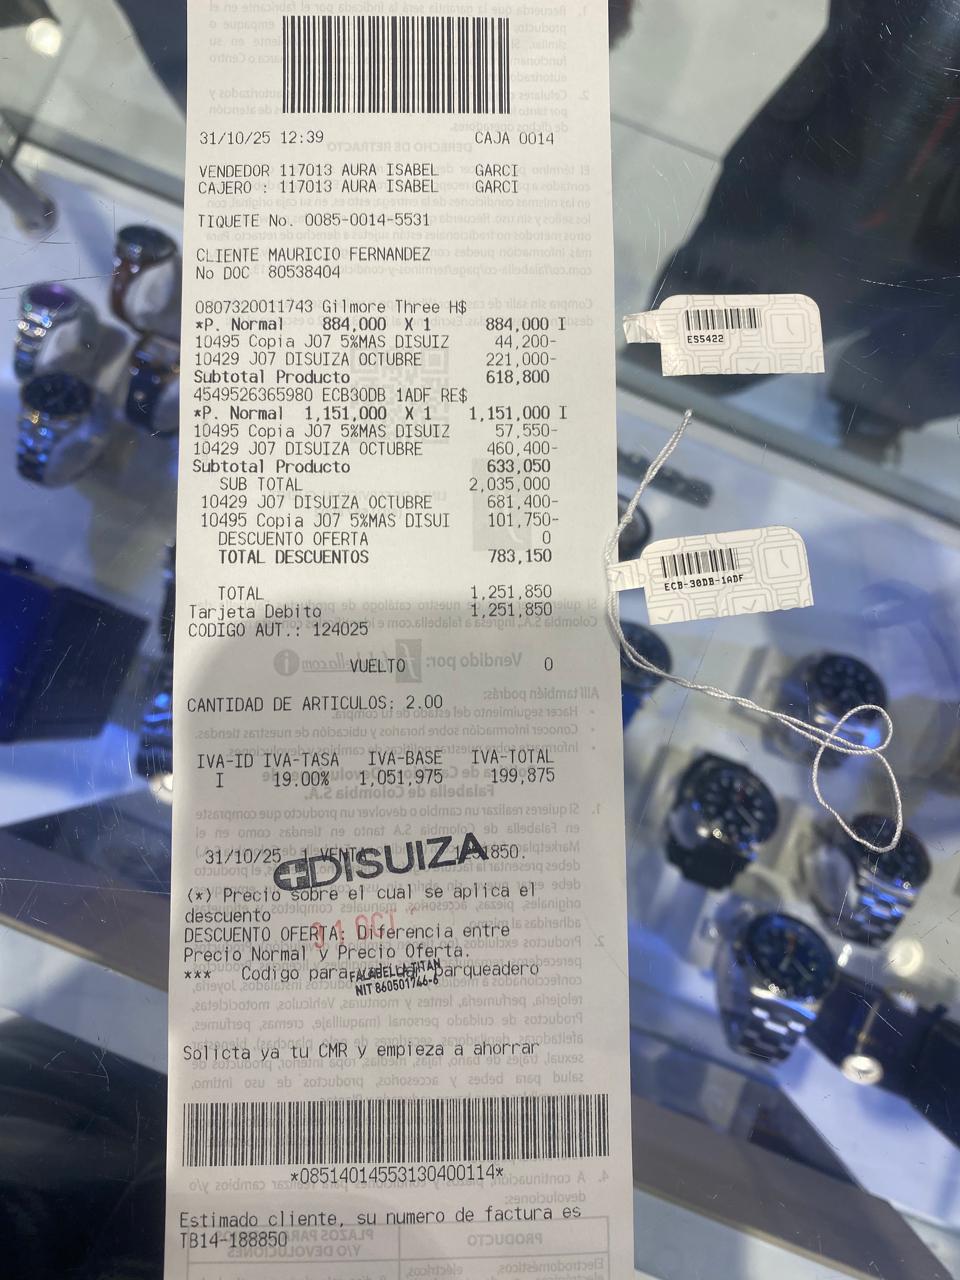 31/10/25 12:39 CAJA 0014
VENDEDOR 117013 AURA ISABEL GARCI
CAJERO : 117013 AURA ISABEL GARCI
TIQUETE No. 0085-0014-5531
CLIENTE MAURICIO FERNANDEZ
No DOC 80538404
0807320011743 Gilmore Three H$
*P. Normal 884,000 X 1 884,000 I
10495 Copia J07 5%MAS DISUIZ 44,200-
10429 J07 DISUIZA OCTUBRE 221,000-
Subtotal Producto 618,800
4549526365980 ECB30DB 1ADF RE$
*P. Normal 1,151,000 X 1 1,151,000 I
10495 Copia J07 5%MAS DISUIZ 57,550-
10429 J07 DISUIZA OCTUBRE 460,400-
Subtotal Producto 633,050
SUB TOTAL 2,035,000
10429 J07 DISUIZA OCTUBRE 681,400-
10495 Copia J07 5%MAS DISUI 101,750-
DESCUENTO OFERTA 0
TOTAL DESCUENTOS 783,150
TOTAL 1,251,850
Tarjeta Debito 1,251,850
CODIGO AUT.: 124025
VUELTO 0
CANTIDAD DE ARTICULOS: 2.00
IVA-ID IVA-TASA IVA-BASE IVA-TOTAL
I 19.00% 1,051,975 199,875
31/10/25
DISUIZA
(*) Precio sobre el cual se aplica el
descuento
DESCUENTO OFERTA: Diferencia entre
Precio Normal y Precio Oferta.
31 OCT
*** Codigo para parqueadero
FALABELLA TITAN
NIT 860501746-6
Solicta ya tu CMR y empieza a ahorrar
*08514014553130400114*
Estimado cliente, su numero de factura es
TB14-188850
ES5422
ECB-30DB-1ADF